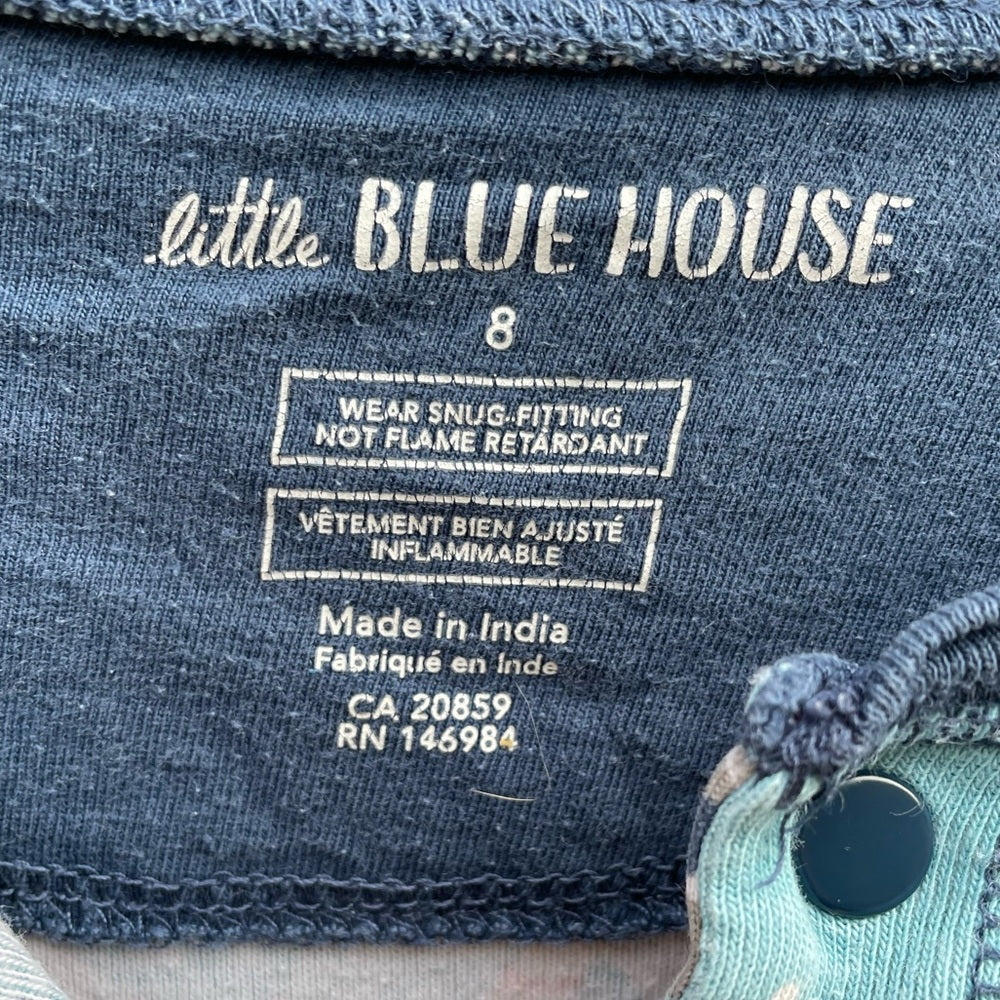 little BLUE HOUSE
8
WEAR SNUG-FITTING
NOT FLAME RETARDANT
VÊTEMENT BIEN AJUSTÉ
INFLAMMABLE
Made in India
Fabriqué en Inde
CA 20859
RN 146984